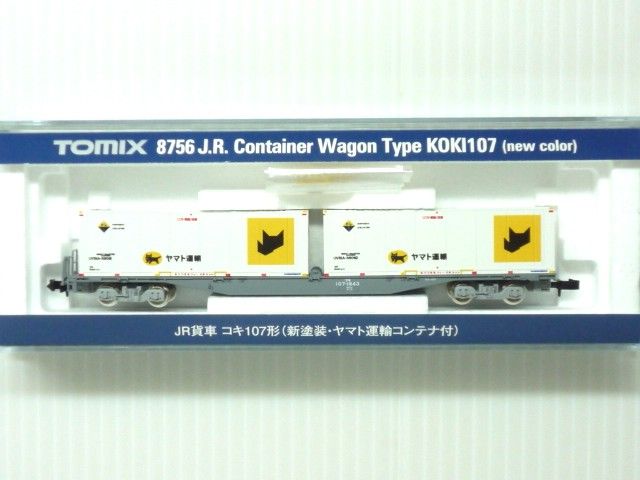 TOMIX 8756 J.R. Container Wagon Type KOKI107 (new color)
ヤマト運輸
ヤマト運輸
JR貨車 コキ107形(新塗装・ヤマト運輸コンテナ付)